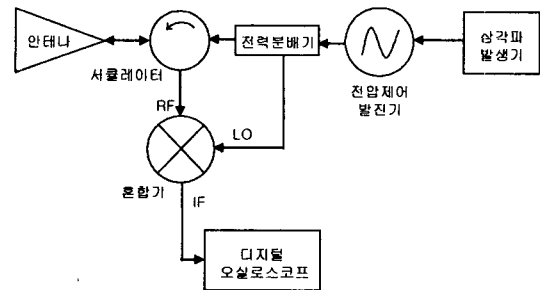 안테나
서큘레이터
전력분배기
전압제어
발진기
삼각파
발생기
RF
LO
혼합기
IF
디지털
오실로스코프